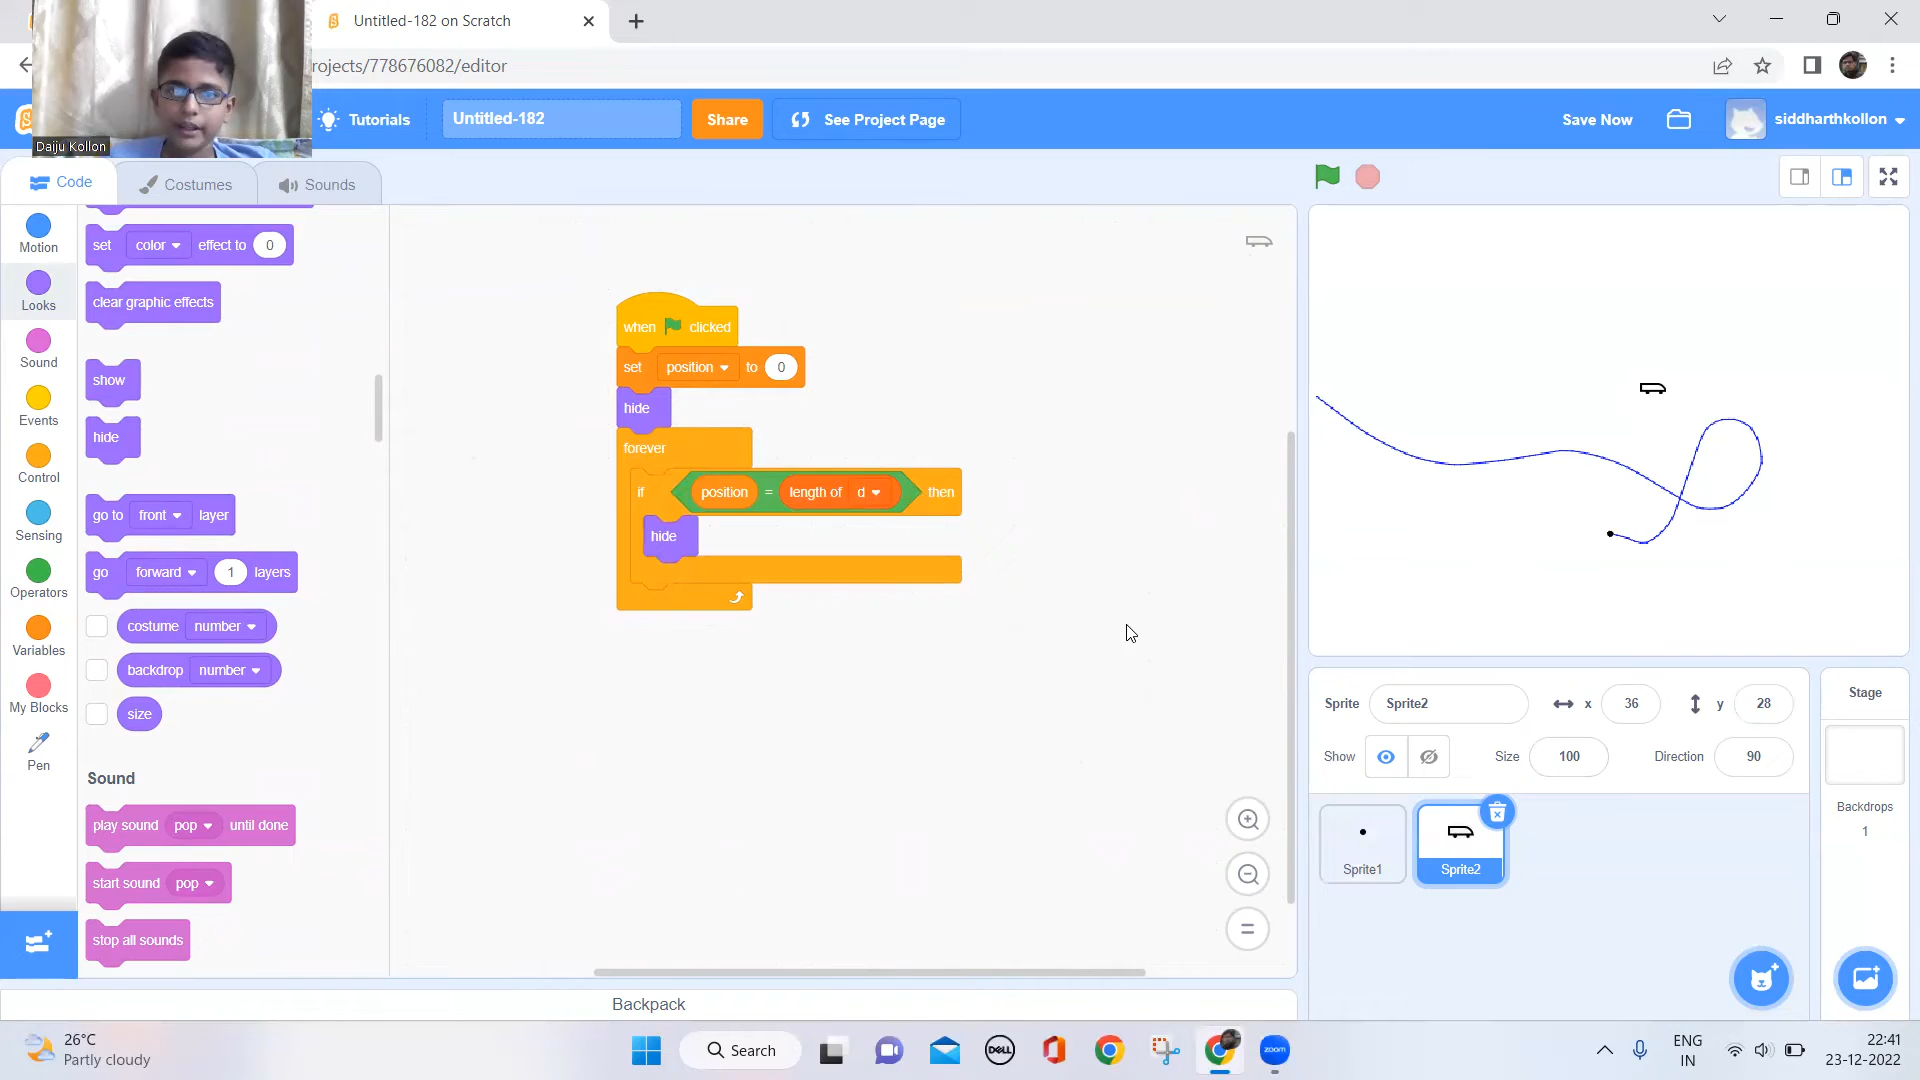 Untitled-182 on Scratch
rojects/778676082/editor
Daiju Kollon
Tutorials
Untitled-182
Share
See Project Page
Save Now
siddharthkollon
Code
Costumes
Sounds
Motion
Looks
Sound
Events
Control
Sensing
Operators
Variables
My Blocks
Pen
set color effect to 0
clear graphic effects
show
hide
go to front layer
go forward 1 layers
costume number
backdrop number
size
Sound
play sound pop until done
start sound pop
stop all sounds
when clicked
set position to 0
hide
forever
if position = length of d then
hide
Sprite Sprite2 x 36 y 28
Show Size 100 Direction 90
Sprite1
Sprite2
Stage
Backdrops
1
Backpack
26°C
Partly cloudy
Search
DELL
zoom
ENG
IN
22:41
23-12-2022